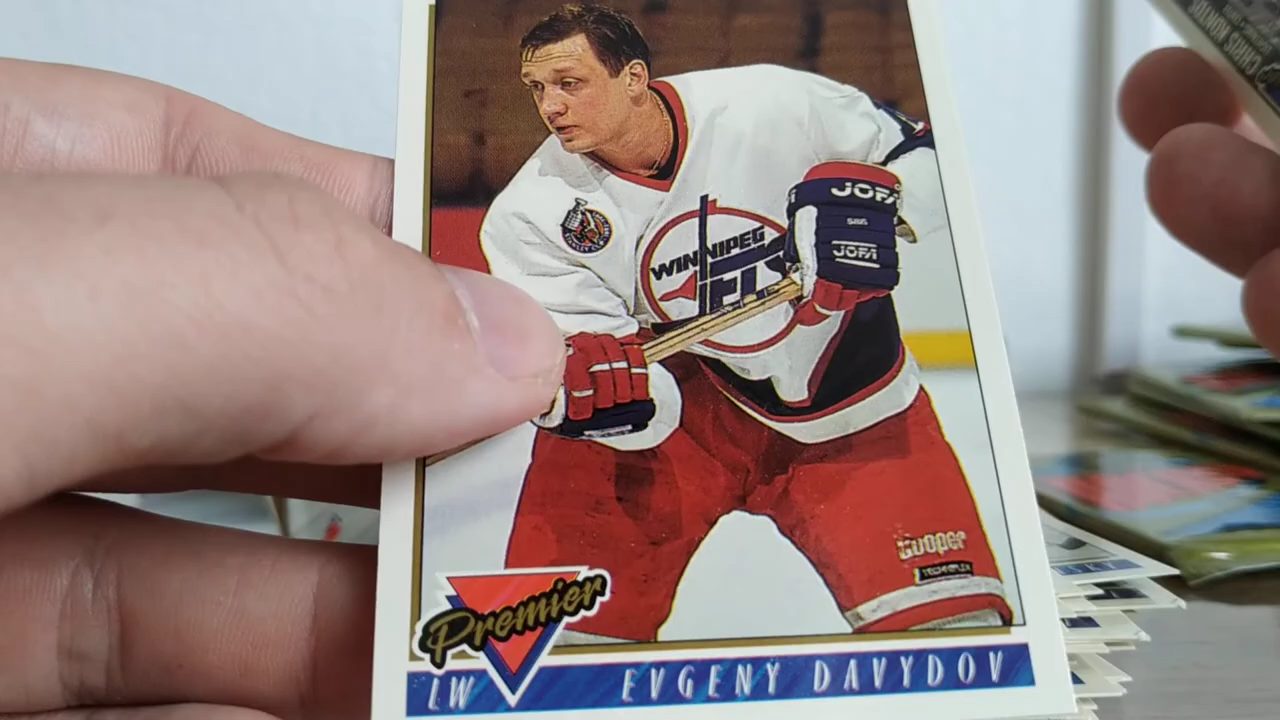 JOFA
JOFA
WINNIPEG
JETS
Cooper
Premier
LW EVGENY DAVYDOV